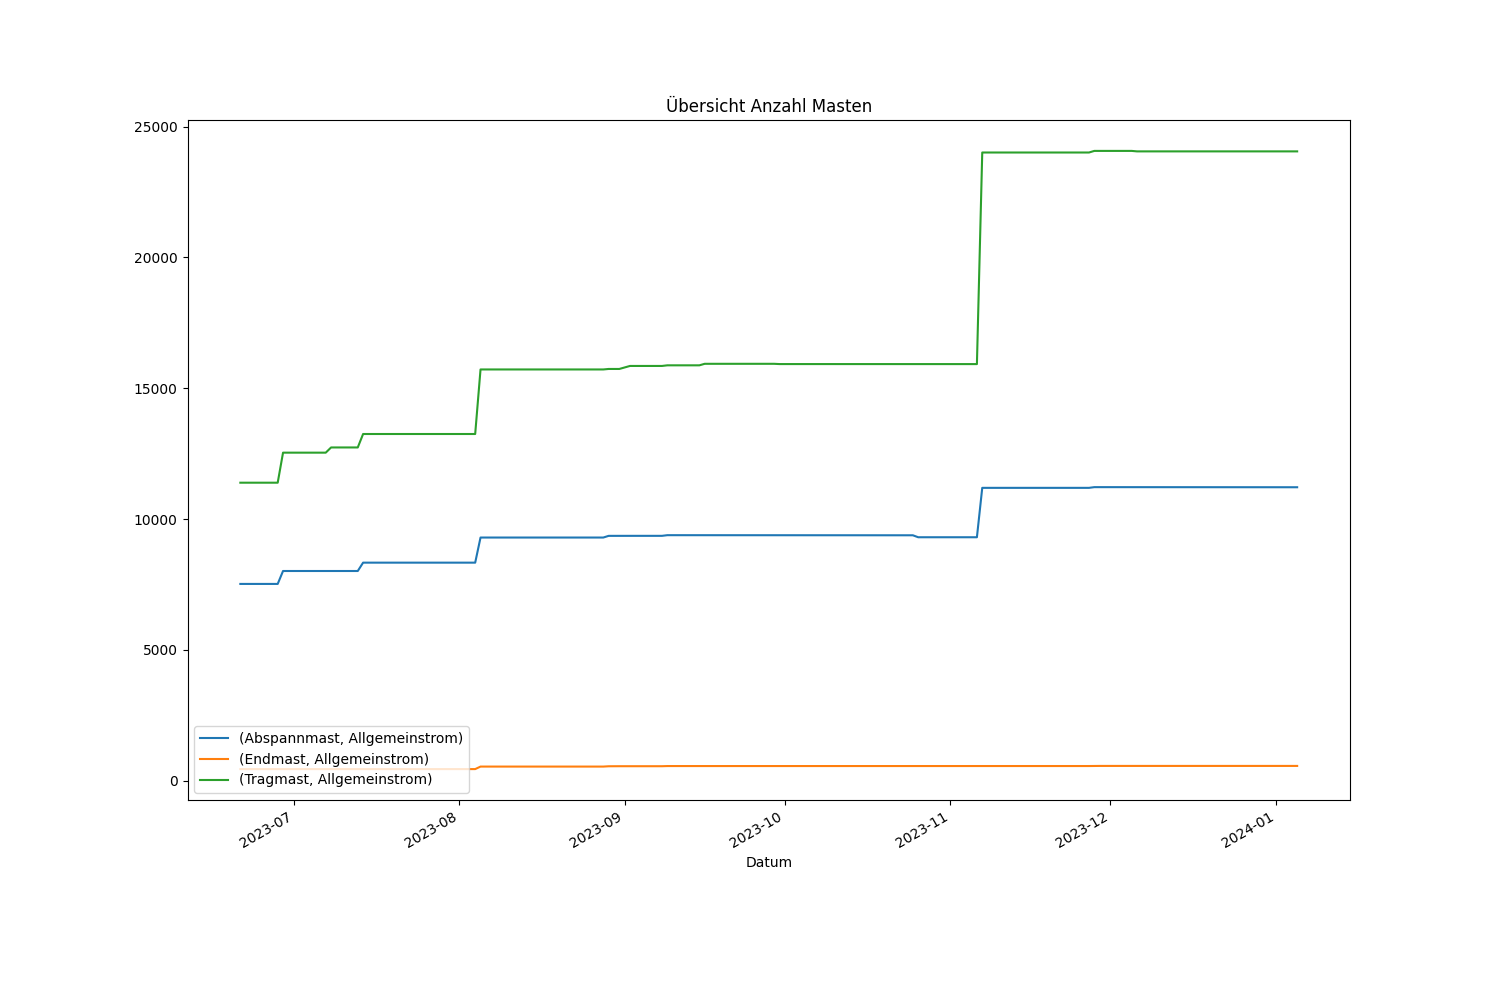 Übersicht Anzahl Masten
25000
20000
15000
10000
5000
0
(Abspannmast, Allgemeinstrom)
(Endmast, Allgemeinstrom)
(Tragmast, Allgemeinstrom)
2023-07
2023-08
2023-09
2023-10
2023-11
2023-12
2024-01
Datum